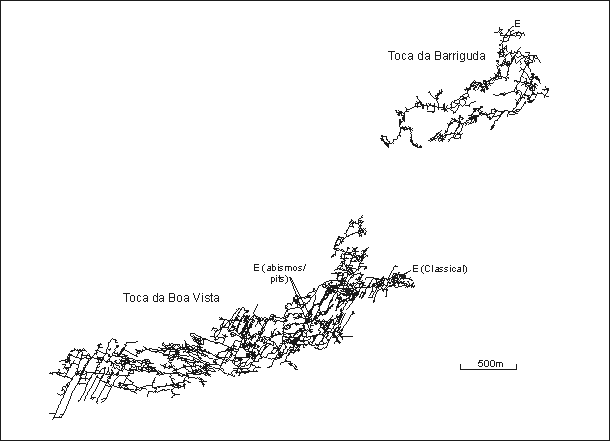 E
Toca da Barriguda
E (abismos/
pits)
E (Classical)
Toca da Boa Vista
500m